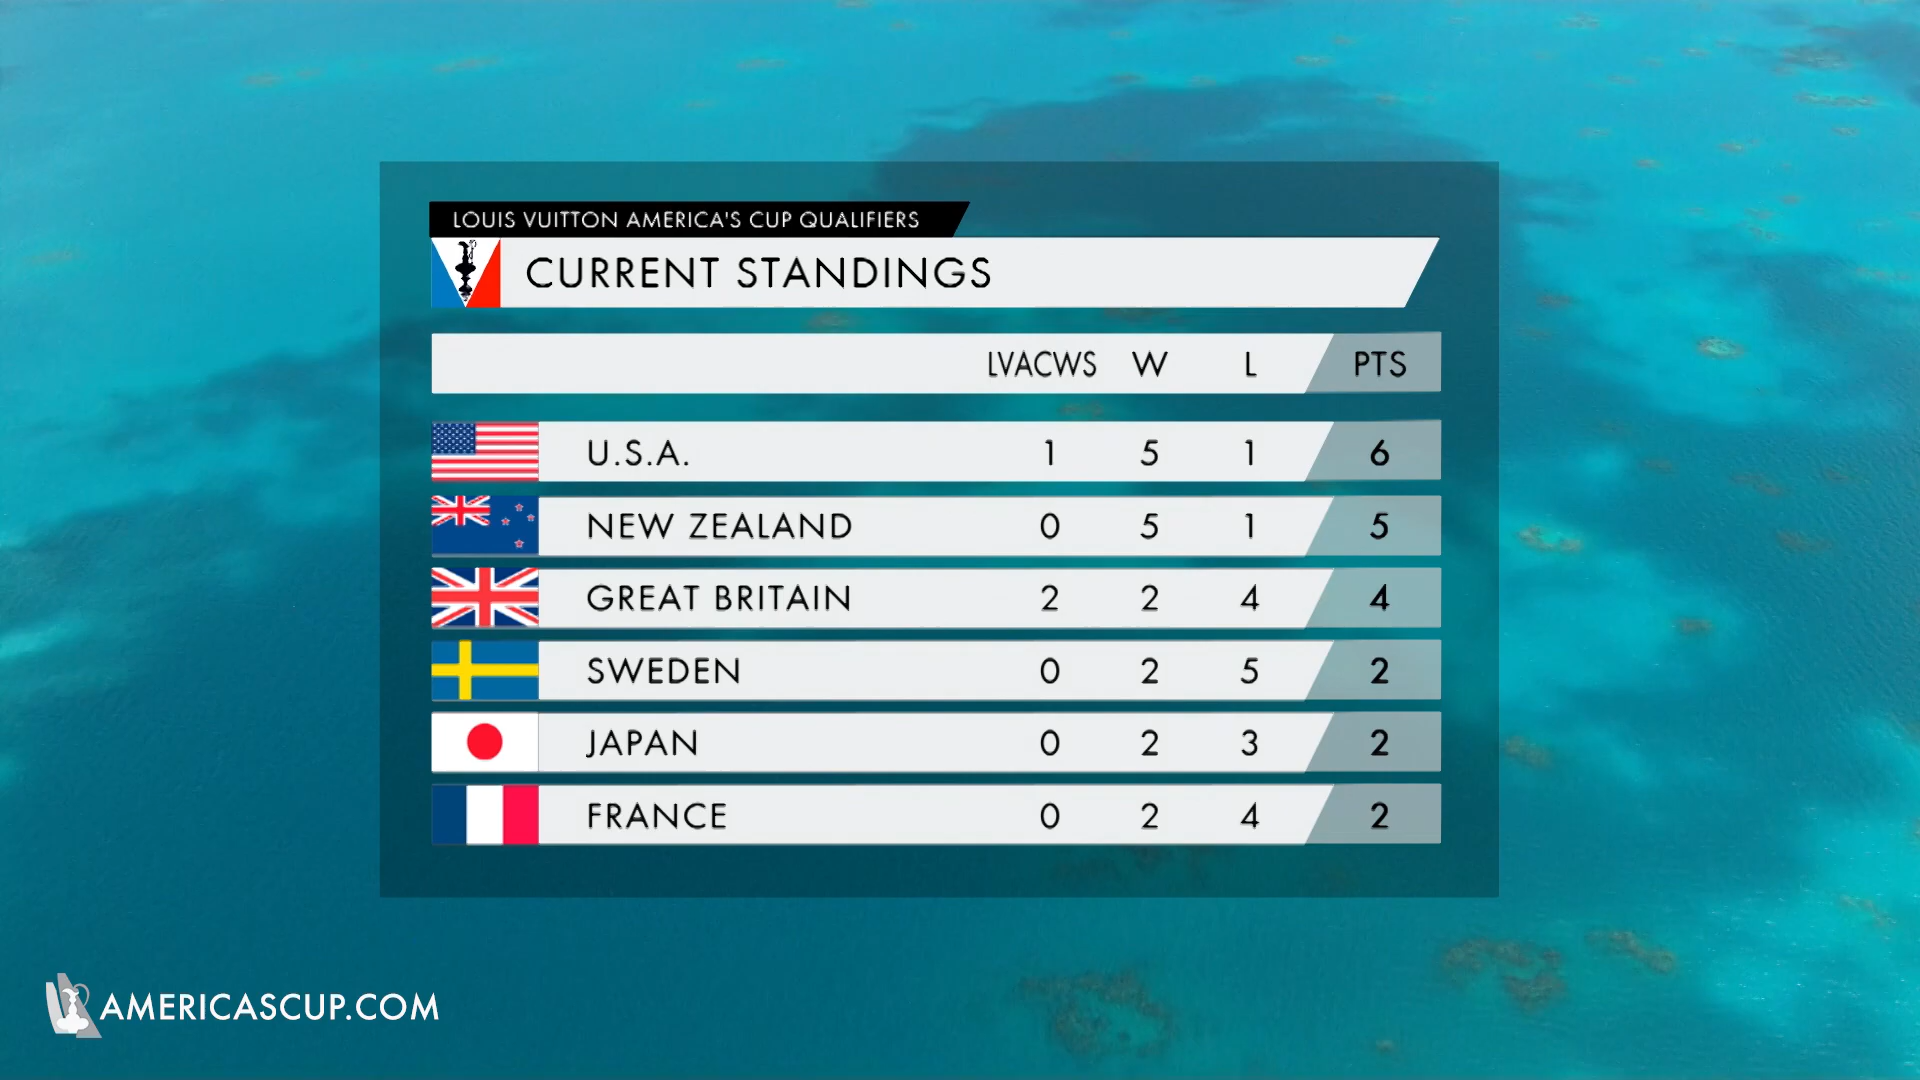 LOUIS VUITTON AMERICA'S CUP QUALIFIERS
CURRENT STANDINGS
LVACWS W L PTS
U.S.A. 1 5 1 6
NEW ZEALAND 0 5 1 5
GREAT BRITAIN 2 2 4 4
SWEDEN 0 2 5 2
JAPAN 0 2 3 2
FRANCE 0 2 4 2
AMERICASCUP.COM